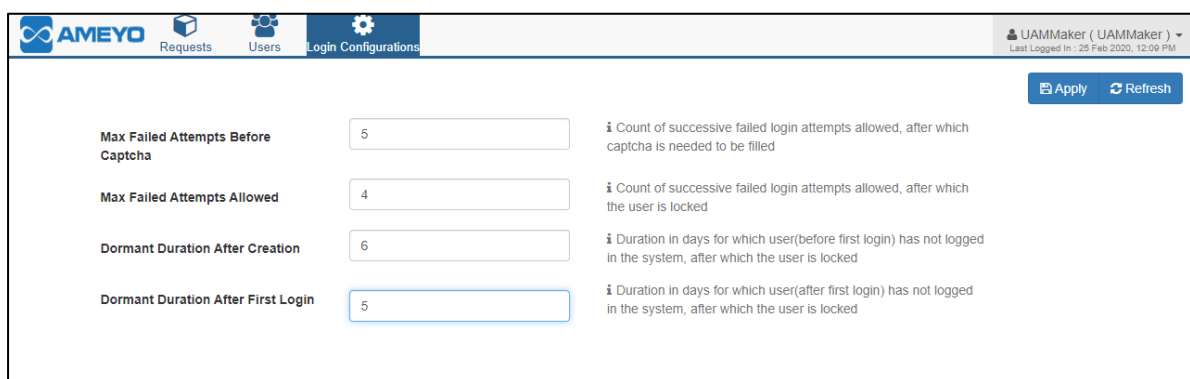 AMEYO
Requests
Users
Login Configurations
UAMMaker ( UAMMaker )
Last Logged In : 25 Feb 2020, 12:09 PM
Apply
Refresh
Max Failed Attempts Before
Captcha
5
Count of successive failed login attempts allowed, after which
captcha is needed to be filled
Max Failed Attempts Allowed
4
Count of successive failed login attempts allowed, after which
the user is locked
Dormant Duration After Creation
6
Duration in days for which user(before first login) has not logged
in the system, after which the user is locked
Dormant Duration After First Login
5
Duration in days for which user(after first login) has not logged
in the system, after which the user is locked